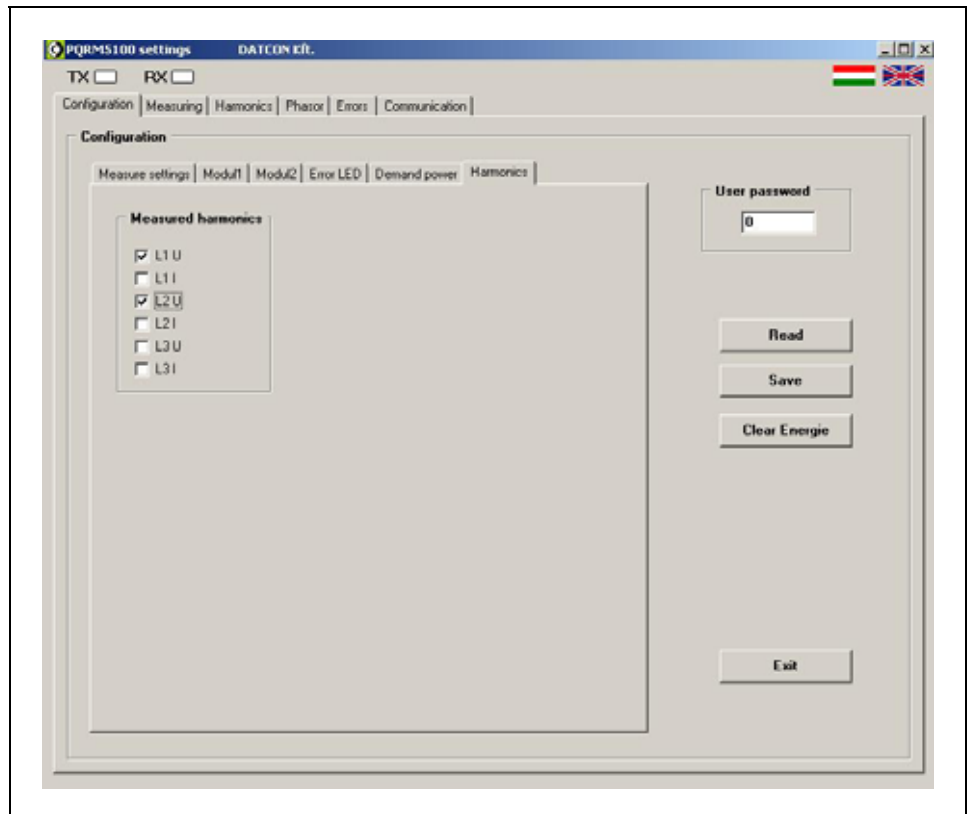 PQRMS100 settings DATCON Kft.
TX RX
Configuration Measuring Harmonics Phasor Errors Communication
Configuration
Measure settings Modul1 Modul2 Error LED Demand power Harmonics
User password
0
Measured harmonics
L1 U
L1 I
L2 U
L2 I
L3 U
L3 I
Read
Save
Clear Energie
Exit